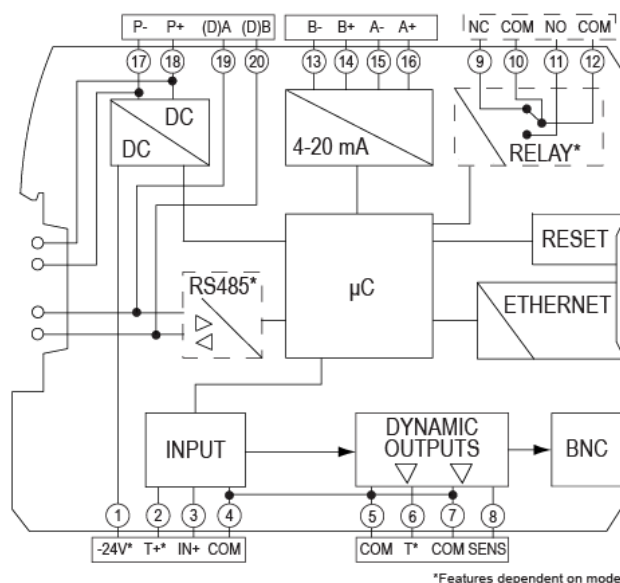 P- P+ (D)A (D)B B- B+ A- A+ NC COM NO COM
17 18 19 20 13 14 15 16 9 10 11 12
DC
DC
4-20 mA
RELAY*
RESET
RS485*
µC
ETHERNET
INPUT
DYNAMIC
OUTPUTS
BNC
1 2 3 4 5 6 7 8
-24V* T+* IN+ COM COM T* COM SENS
*Features dependent on mode